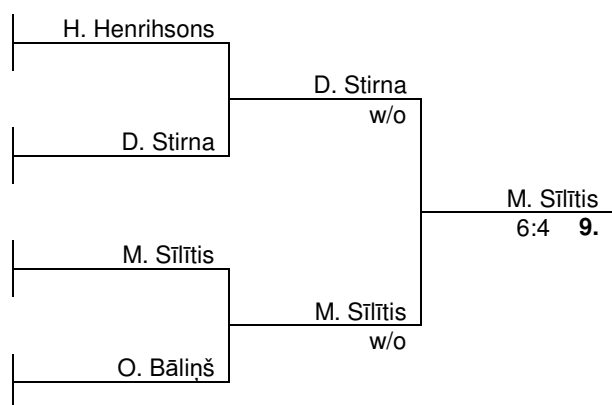 H. Henrihsons
D. Stirna
w/o
D. Stirna
M. Sīlītis
6:4 9.
M. Sīlītis
M. Sīlītis
w/o
O. Bāliņš